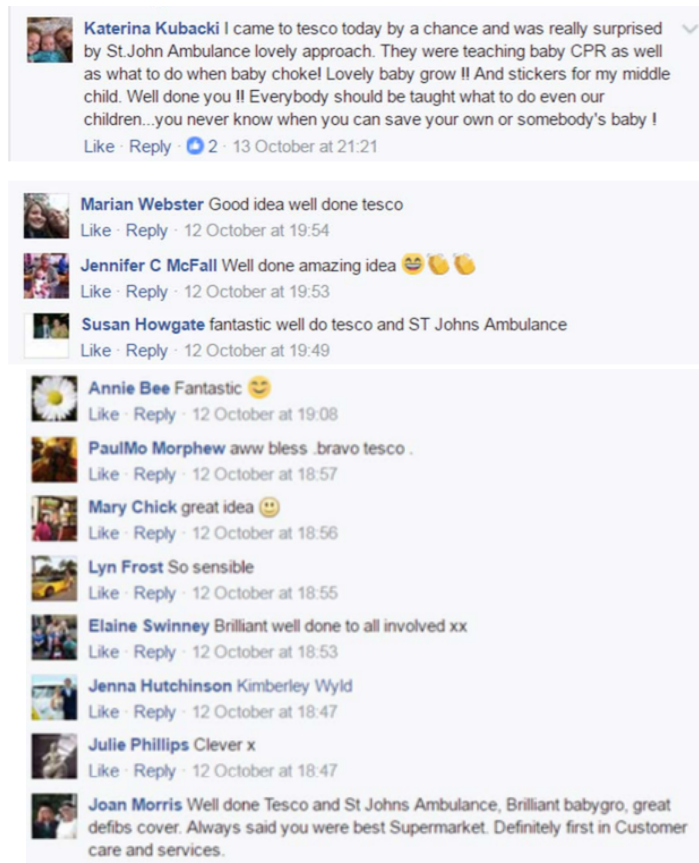 Katerina Kubacki I came to tesco today by a chance and was really surprised
by St.John Ambulance lovely approach. They were teaching baby CPR as well
as what to do when baby choke! Lovely baby grow !! And stickers for my middle
child. Well done you !! Everybody should be taught what to do even our
children...you never know when you can save your own or somebody's baby !
Like · Reply · 2 · 13 October at 21:21
Marian Webster Good idea well done tesco
Like · Reply · 12 October at 19:54
Jennifer C McFall Well done amazing idea 😄👏👏
Like · Reply · 12 October at 19:53
Susan Howgate fantastic well do tesco and ST Johns Ambulance
Like · Reply · 12 October at 19:49
Annie Bee Fantastic 😊
Like · Reply · 12 October at 19:08
PaulMo Morphew aww bless .bravo tesco .
Like · Reply · 12 October at 18:57
Mary Chick great idea 🙂
Like · Reply · 12 October at 18:56
Lyn Frost So sensible
Like · Reply · 12 October at 18:55
Elaine Swinney Brilliant well done to all involved xx
Like · Reply · 12 October at 18:53
Jenna Hutchinson Kimberley Wyld
Like · Reply · 12 October at 18:47
Julie Phillips Clever x
Like · Reply · 12 October at 18:47
Joan Morris Well done Tesco and St Johns Ambulance, Brilliant babygro, great
defibs cover. Always said you were best Supermarket. Definitely first in Customer
care and services.